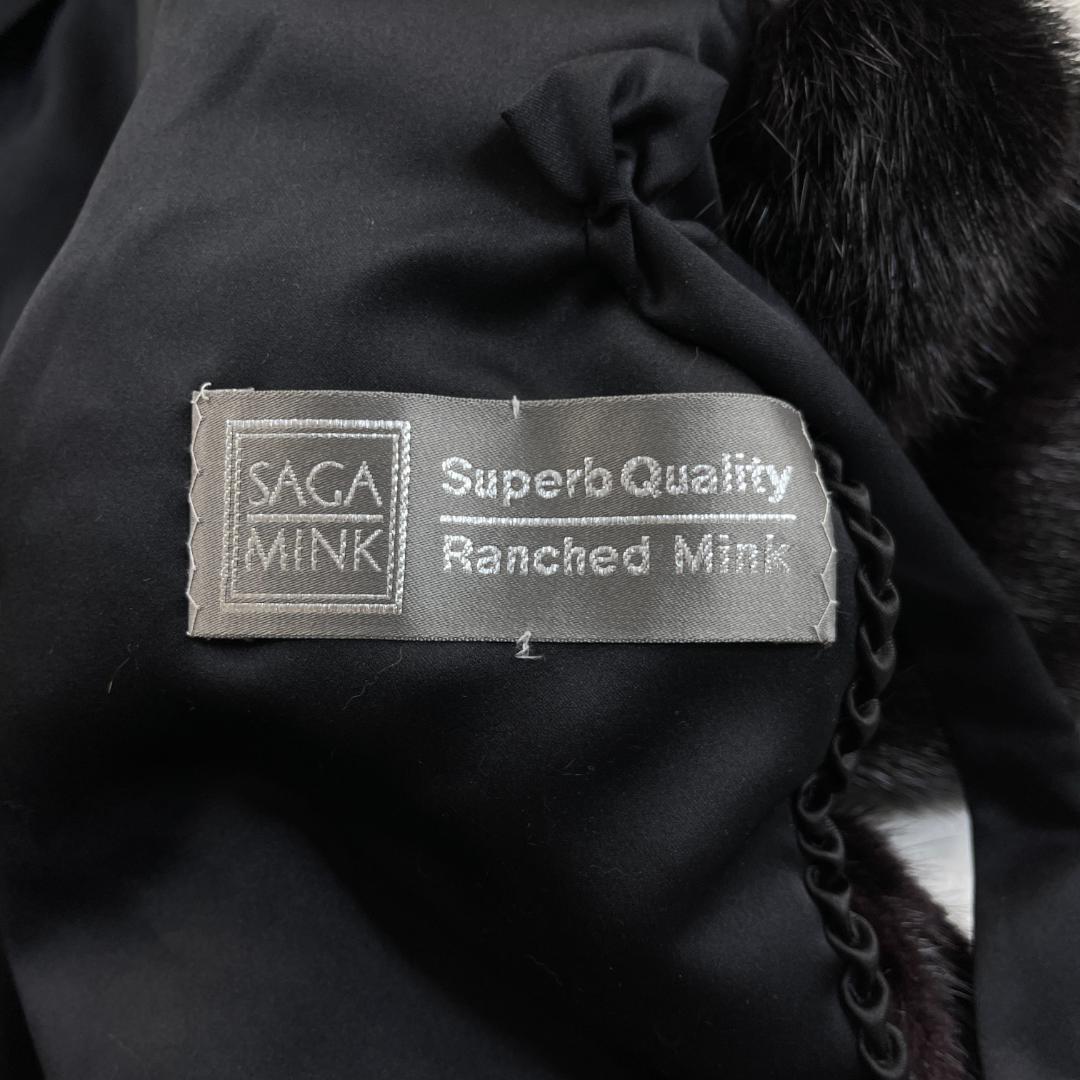 SAGA
MINK
Superb Quality
Ranched Mink